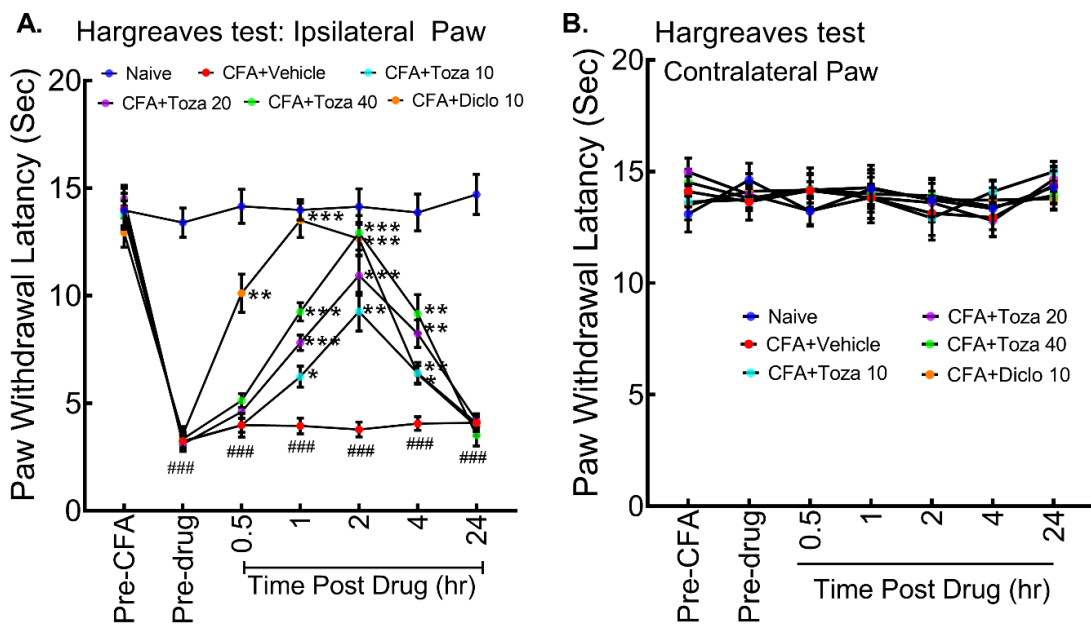 A.
Hargreaves test: Ipsilateral Paw
Naive CFA+Vehicle CFA+Toza 10
CFA+Toza 20 CFA+Toza 40 CFA+Diclo 10
Paw Withdrawal Latancy (Sec)
20
15
10
5
0
***
***
***
**
***
***
***
**
*
**
**
**
*
### ### ### ### ### ### ###
Pre-CFA Pre-drug 0.5 1 2 4 24
Time Post Drug (hr)
B.
Hargreaves test
Contralateral Paw
Paw Withdrawal Latancy (Sec)
20
15
10
5
0
Naive CFA+Toza 20
CFA+Vehicle CFA+Toza 40
CFA+Toza 10 CFA+Diclo 10
Pre-CFA Pre-drug 0.5 1 2 4 24
Time Post Drug (hr)